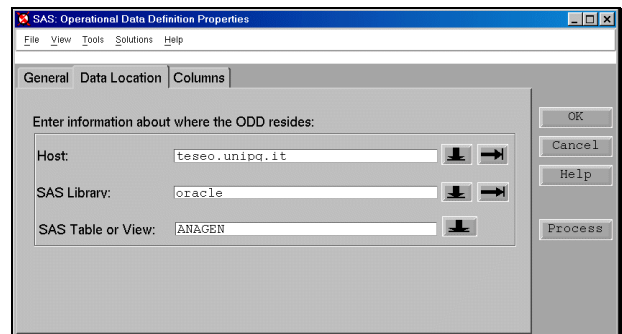 SAS: Operational Data Definition Properties
File View Tools Solutions Help
General Data Location Columns
Enter information about where the ODD resides:
Host: teseo.unipg.it
SAS Library: oracle
SAS Table or View: ANAGEN
OK
Cancel
Help
Process